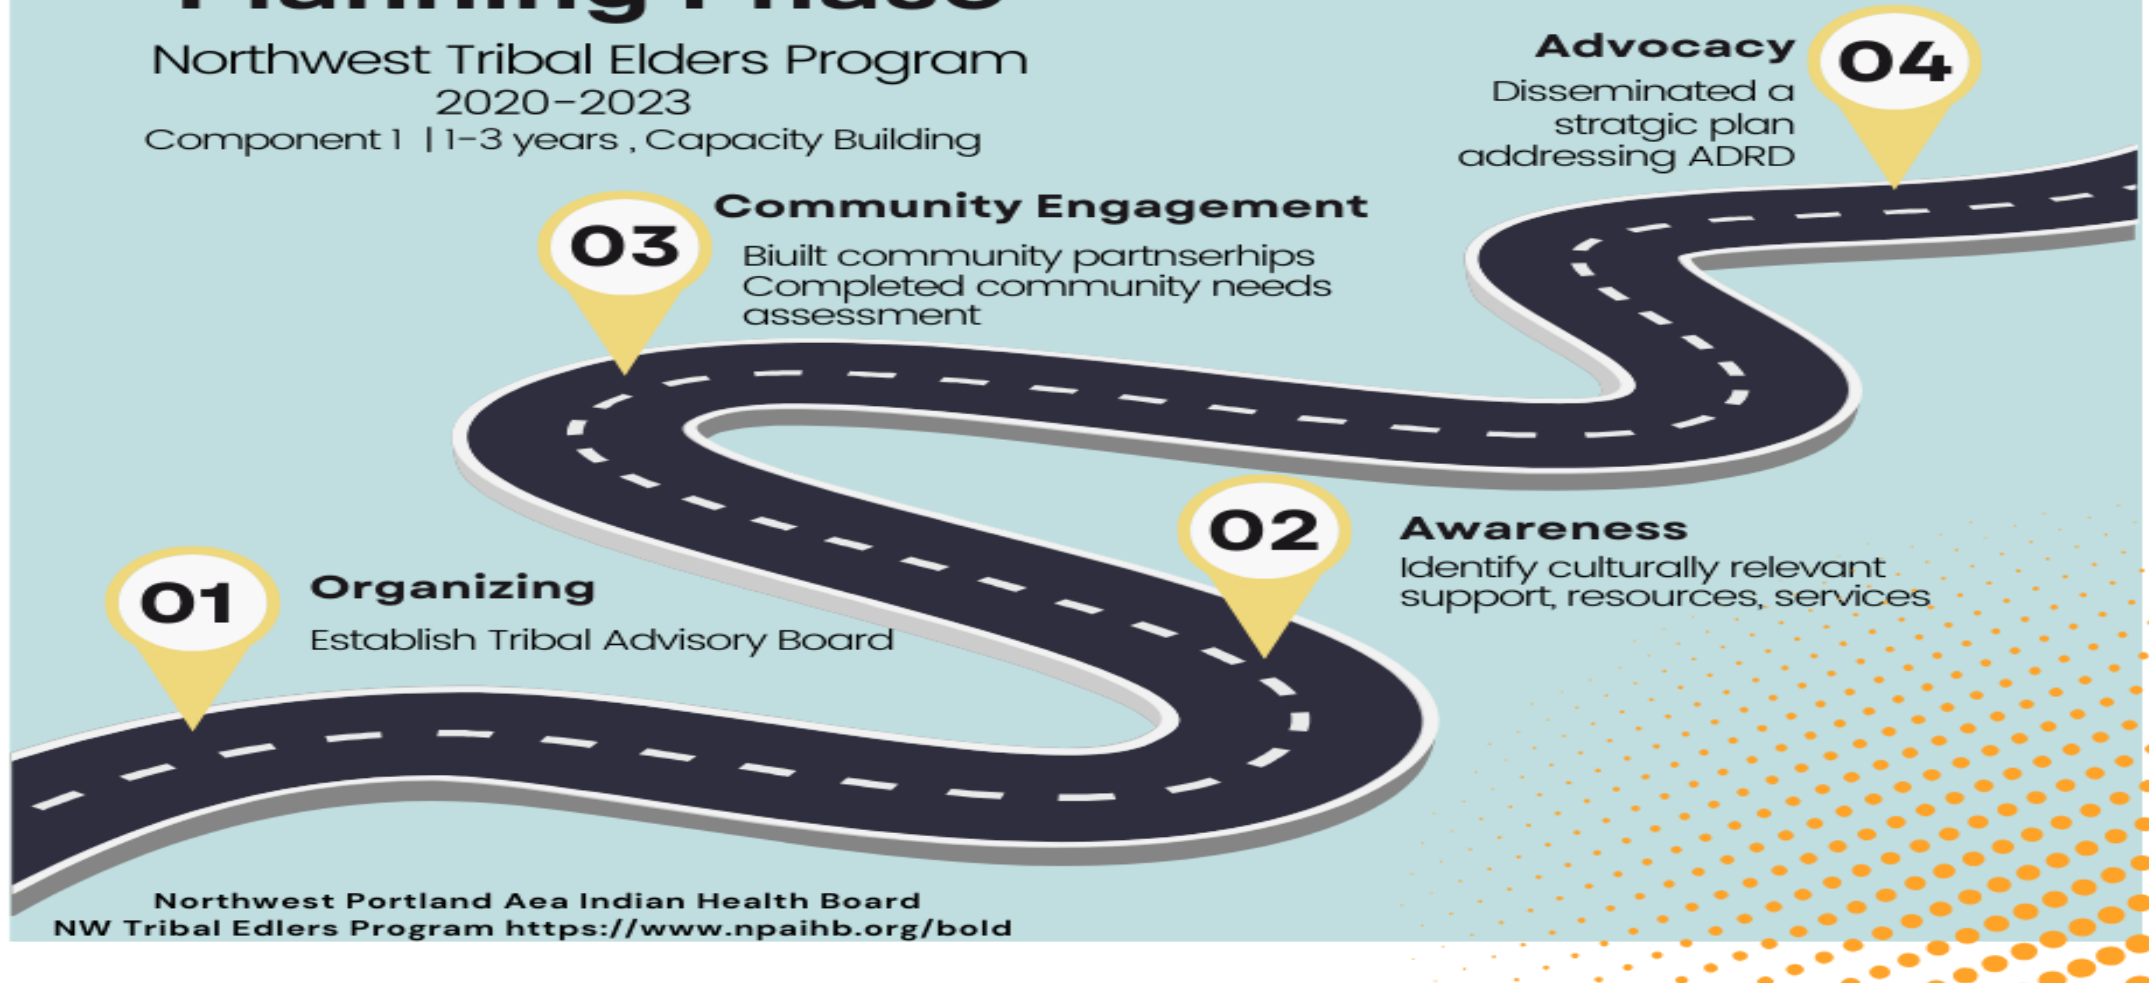 Planning Phase
Northwest Tribal Elders Program
2020-2023
Component 1 | 1-3 years , Capacity Building
04
Advocacy
Disseminated a
stratgic plan
addressing ADRD
03
Community Engagement
Biuilt community partnserhips
Completed community needs
assessment
02
Awareness
Identify culturally relevant
support, resources, services
01
Organizing
Establish Tribal Advisory Board
Northwest Portland Aea Indian Health Board
NW Tribal Edlers Program https://www.npaihb.org/bold